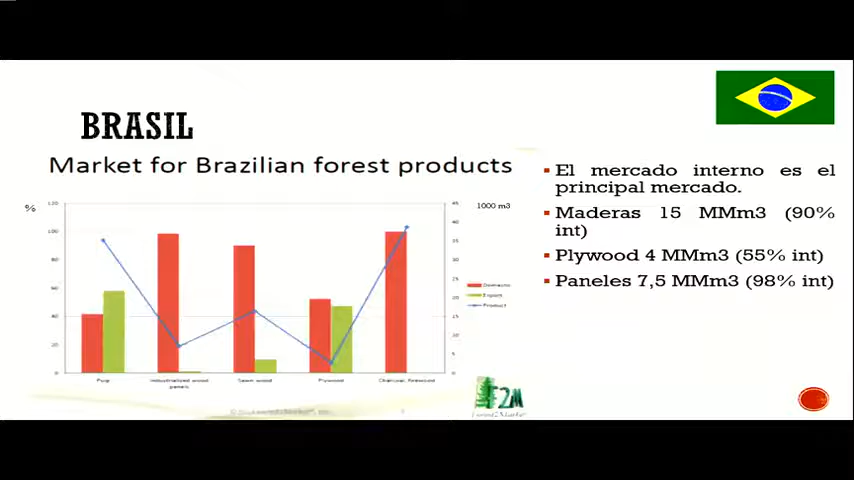 BRASIL
Market for Brazilian forest products
%
1000 m3
120
100
80
60
40
20
0
45
40
35
30
25
20
15
10
5
0
Domestic
Export
Product
Pulp
Industrialized wood
panels
Sawn wood
Plywood
Charcoal, firewood
El mercado interno es el
principal mercado.
Maderas 15 MMm3 (90%
int)
Plywood 4 MMm3 (55% int)
Paneles 7,5 MMm3 (98% int)
F2M
Forest2Market